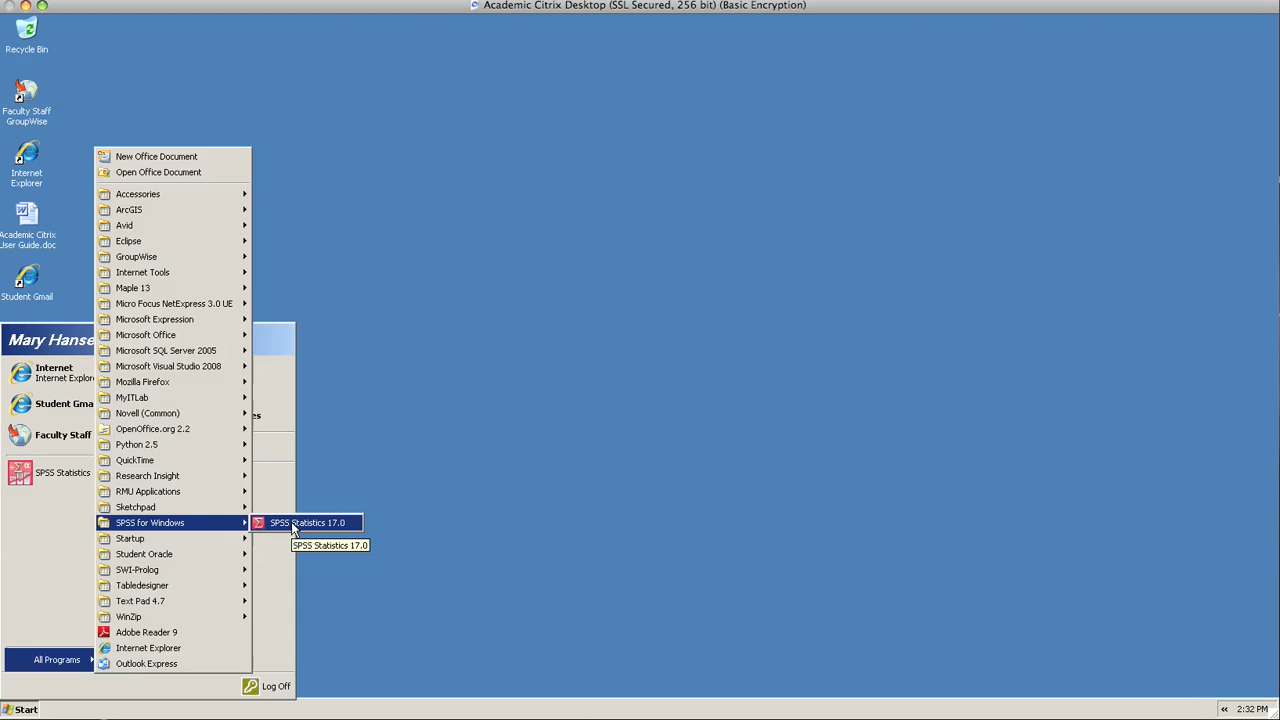 Academic Citrix Desktop (SSL Secured, 256 bit) (Basic Encryption)
Recycle Bin
Faculty Staff
GroupWise
Internet
Explorer
Academic Citrix
User Guide.doc
Student Gmail
New Office Document
Open Office Document
Accessories
ArcGIS
Avid
Eclipse
GroupWise
Internet Tools
Maple 13
Micro Focus NetExpress 3.0 UE
Microsoft Expression
Microsoft Office
Microsoft SQL Server 2005
Microsoft Visual Studio 2008
Mozilla Firefox
MyITLab
Novell (Common)
OpenOffice.org 2.2
Python 2.5
QuickTime
Research Insight
RMU Applications
Sketchpad
SPSS for Windows
Startup
Student Oracle
SWI-Prolog
Tabledesigner
Text Pad 4.7
WinZip
Adobe Reader 9
Internet Explorer
Outlook Express
SPSS Statistics 17.0
SPSS Statistics 17.0
Mary Hanse
Internet
Internet Explor
Student Gma
Faculty Staff
SPSS Statistics
es
All Programs
Log Off
Start
2:32 PM